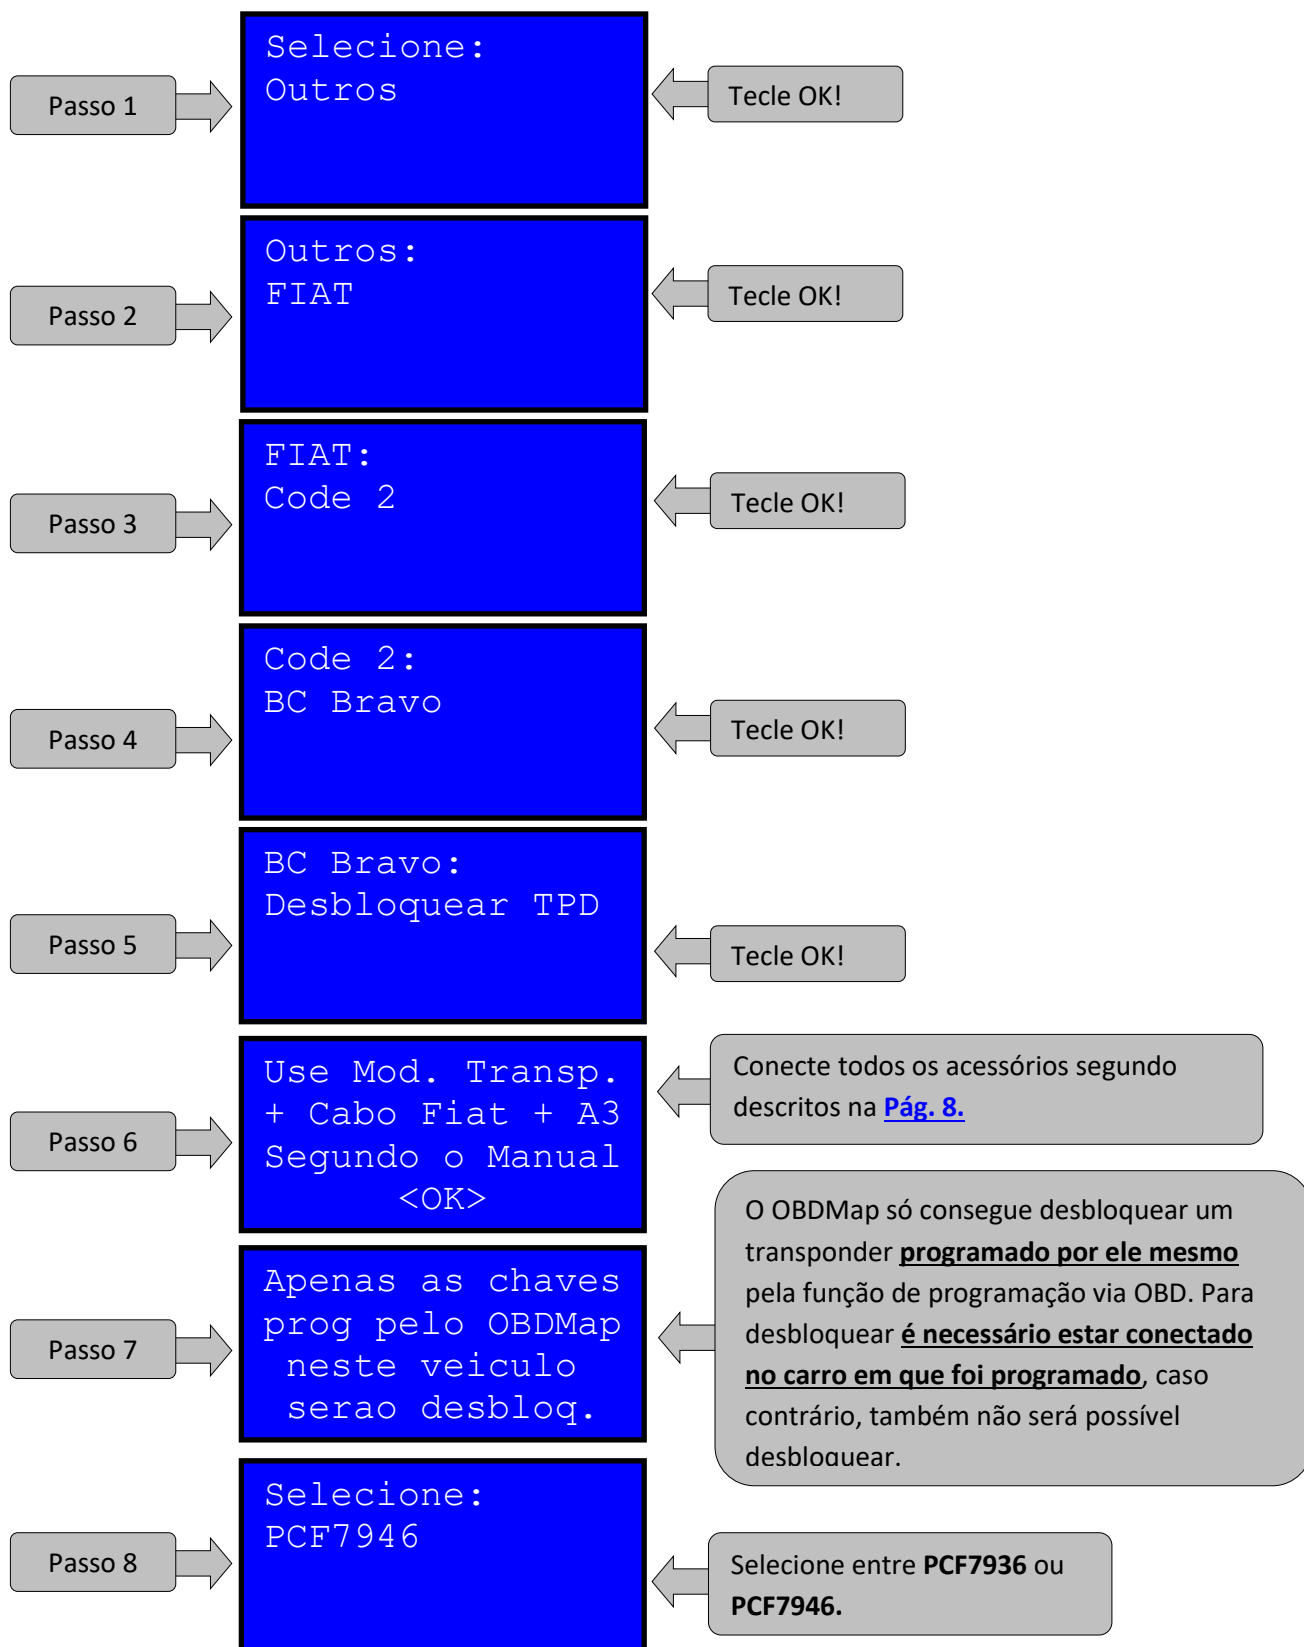 Passo 1
Selecione:
Outros
Tecle OK!
Passo 2
Outros:
FIAT
Tecle OK!
Passo 3
FIAT:
Code 2
Tecle OK!
Passo 4
Code 2:
BC Bravo
Tecle OK!
Passo 5
BC Bravo:
Desbloquear TPD
Tecle OK!
Passo 6
Use Mod. Transp.
+ Cabo Fiat + A3
Segundo o Manual
<OK>
Conecte todos os acessórios segundo
descritos na Pág. 8.
Passo 7
Apenas as chaves
prog pelo OBDMap
neste veiculo
serao desbloq.
O OBDMap só consegue desbloquear um
transponder programado por ele mesmo
pela função de programação via OBD. Para
desbloquear é necessário estar conectado
no carro em que foi programado, caso
contrário, também não será possível
desbloquear.
Passo 8
Selecione:
PCF7946
Selecione entre PCF7936 ou
PCF7946.